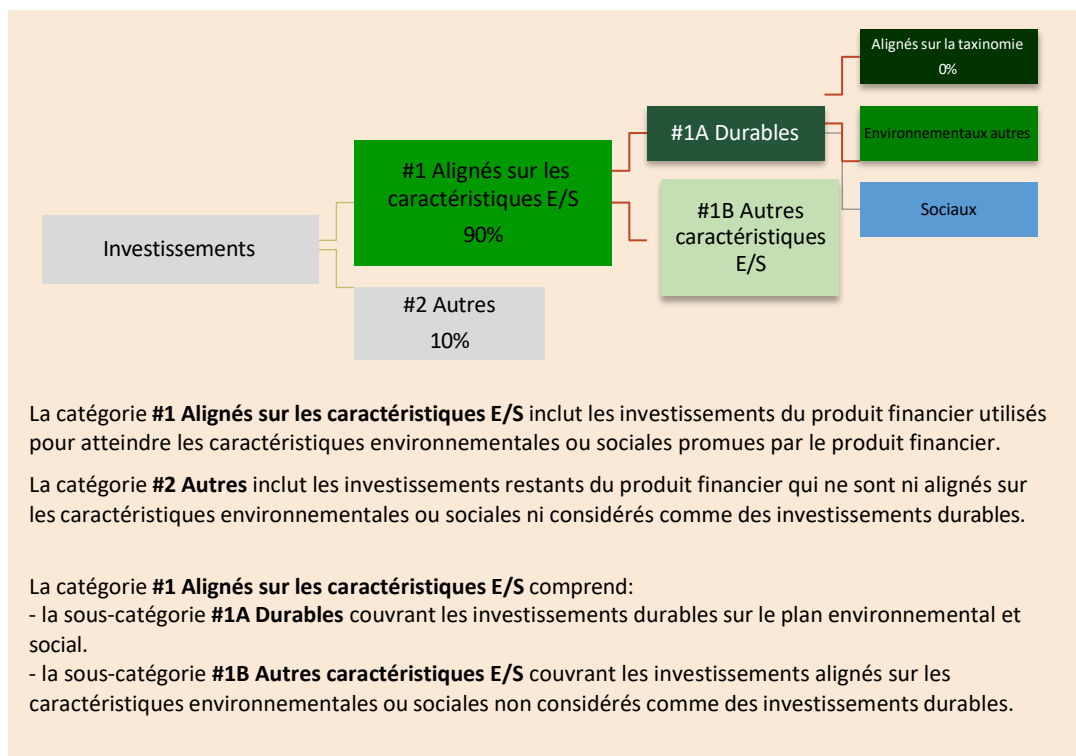 Alignés sur la taxinomie
0%
#1A Durables
Environnementaux autres
#1 Alignés sur les
caractéristiques E/S
90%
#1B Autres
caractéristiques
E/S
Sociaux
Investissements
#2 Autres
10%
La catégorie #1 Alignés sur les caractéristiques E/S inclut les investissements du produit financier utilisés
pour atteindre les caractéristiques environnementales ou sociales promues par le produit financier.
La catégorie #2 Autres inclut les investissements restants du produit financier qui ne sont ni alignés sur
les caractéristiques environnementales ou sociales ni considérés comme des investissements durables.
La catégorie #1 Alignés sur les caractéristiques E/S comprend:
- la sous-catégorie #1A Durables couvrant les investissements durables sur le plan environnemental et
social.
- la sous-catégorie #1B Autres caractéristiques E/S couvrant les investissements alignés sur les
caractéristiques environnementales ou sociales non considérés comme des investissements durables.